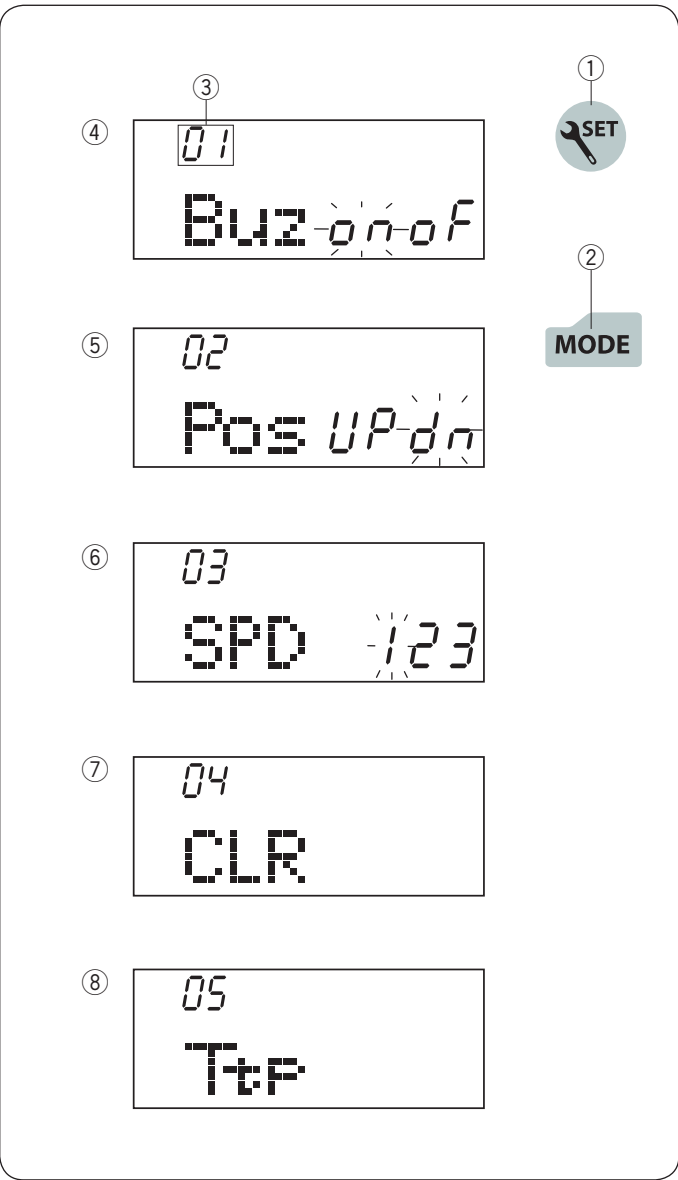 ①
③
④
01
SET
Buz on oF
②
⑤
02
MODE
Pos UP dn
⑥
03
SPD 123
⑦
04
CLR
⑧
05
Ttp